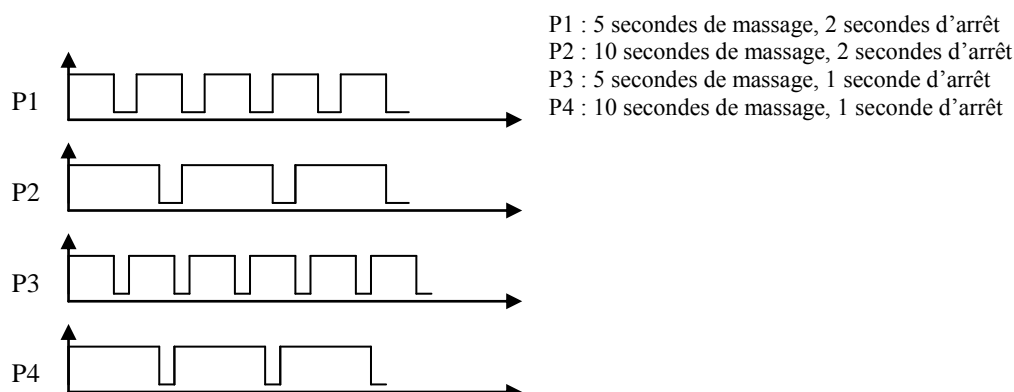 P1 : 5 secondes de massage, 2 secondes d’arrêt
P2 : 10 secondes de massage, 2 secondes d’arrêt
P3 : 5 secondes de massage, 1 seconde d’arrêt
P4 : 10 secondes de massage, 1 seconde d’arrêt
P1
P2
P3
P4